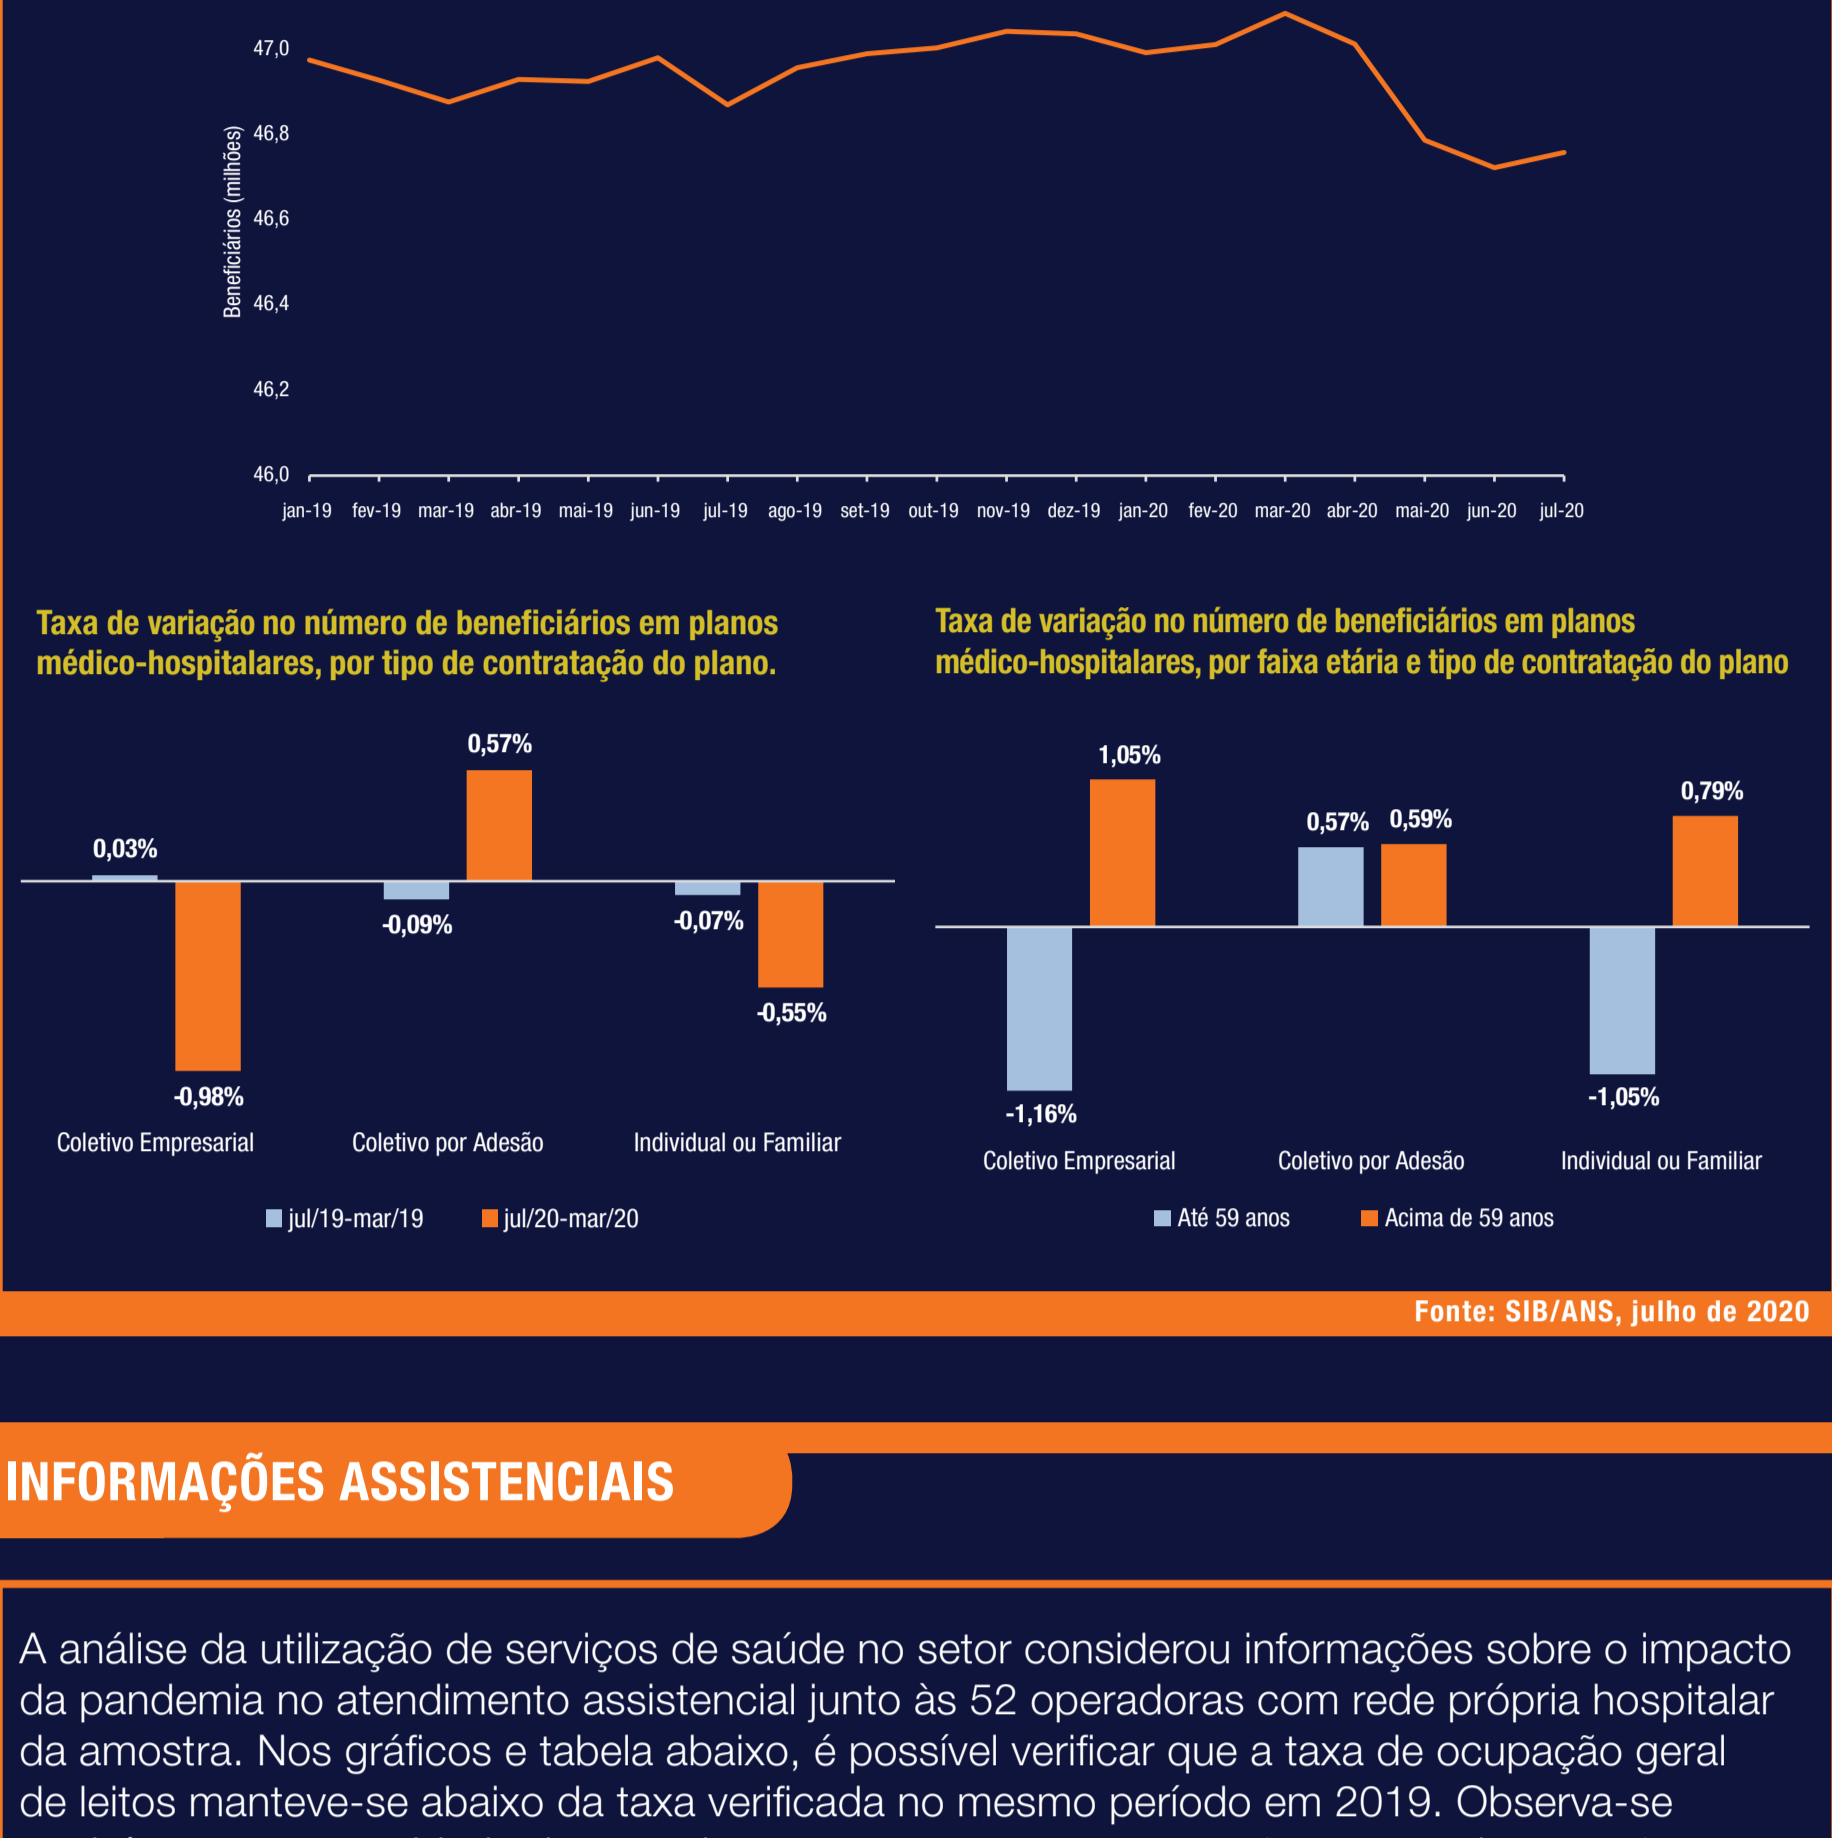 47,0
46,8
46,6
46,4
46,2
46,0
Beneficiários (milhões)
jan-19 fev-19 mar-19 abr-19 mai-19 jun-19 jul-19 ago-19 set-19 out-19 nov-19 dez-19 jan-20 fev-20 mar-20 abr-20 mai-20 jun-20 jul-20
Taxa de variação no número de beneficiários em planos
médico-hospitalares, por tipo de contratação do plano.
0,57%
0,03%
-0,09%
-0,07%
-0,55%
-0,98%
Coletivo Empresarial Coletivo por Adesão Individual ou Familiar
jul/19-mar/19 jul/20-mar/20
Taxa de variação no número de beneficiários em planos
médico-hospitalares, por faixa etária e tipo de contratação do plano
1,05%
0,79%
0,57% 0,59%
-1,05%
-1,16%
Coletivo Empresarial Coletivo por Adesão Individual ou Familiar
Até 59 anos Acima de 59 anos
Fonte: SIB/ANS, julho de 2020
INFORMAÇÕES ASSISTENCIAIS
A análise da utilização de serviços de saúde no setor considerou informações sobre o impacto
da pandemia no atendimento assistencial junto às 52 operadoras com rede própria hospitalar
da amostra. Nos gráficos e tabela abaixo, é possível verificar que a taxa de ocupação geral
de leitos manteve-se abaixo da taxa verificada no mesmo período em 2019. Observa-se